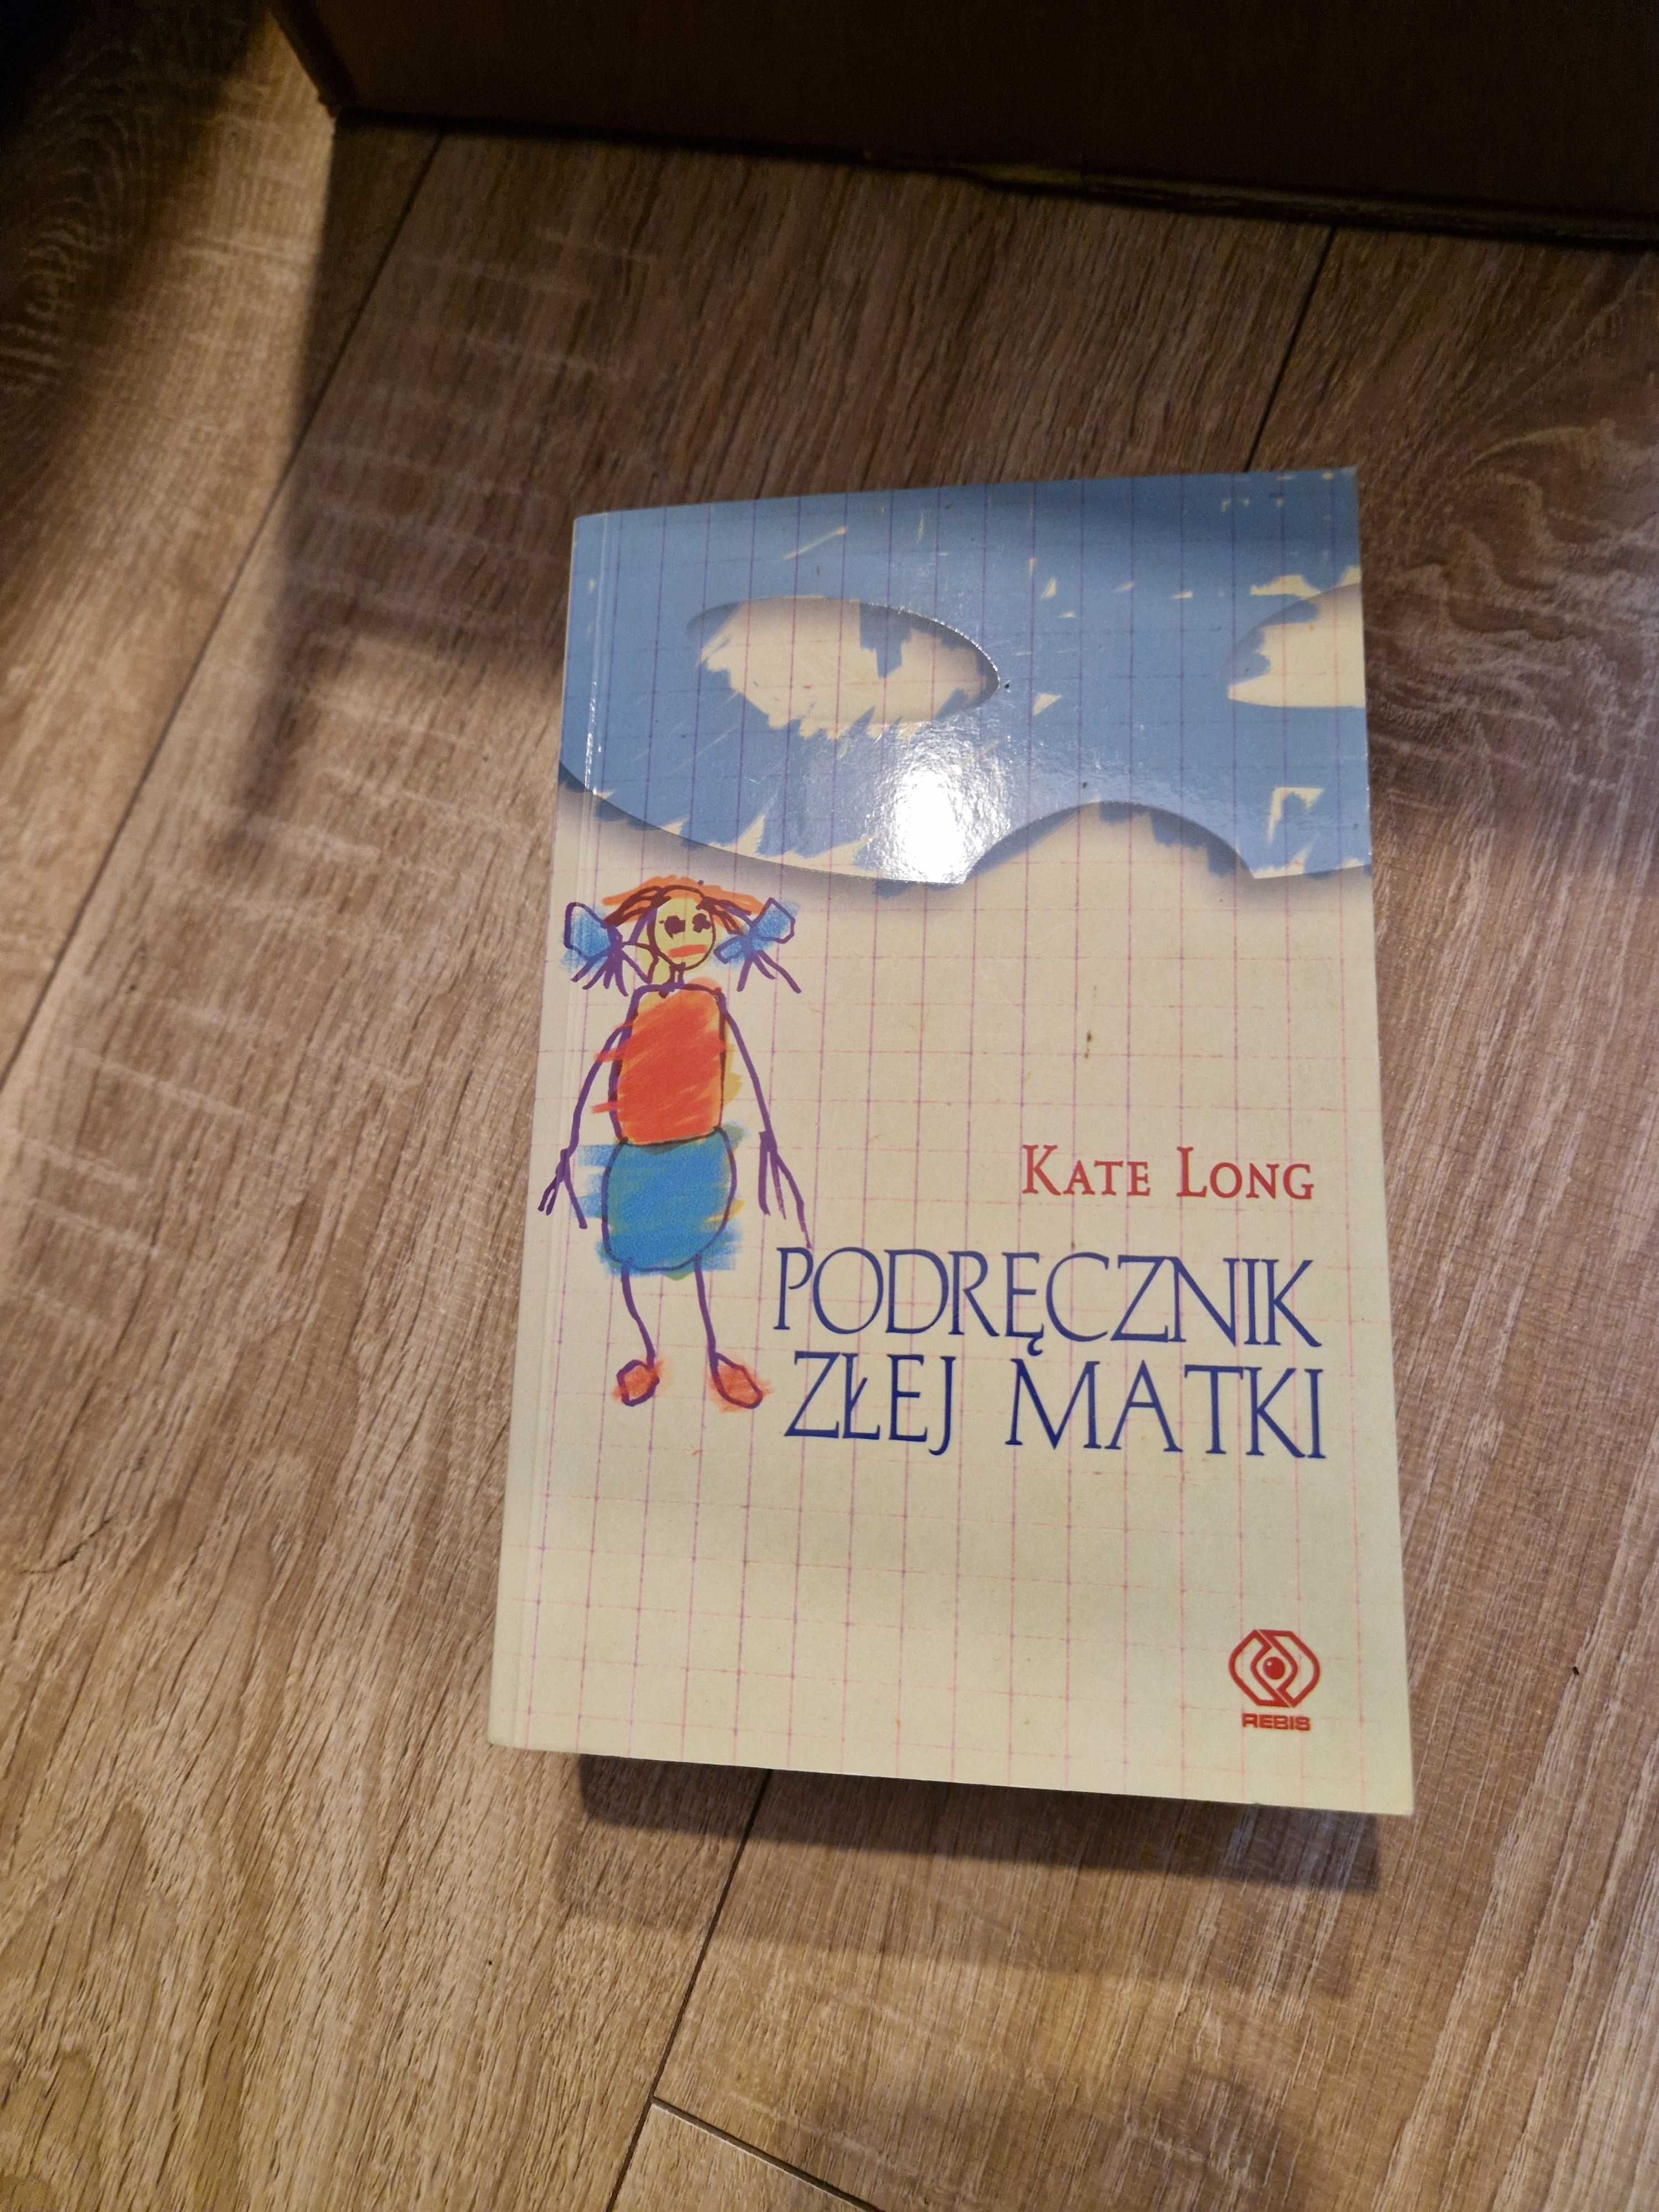 KATE LONG
PODRĘCZNIK
ZŁEJ MATKI
REBIS